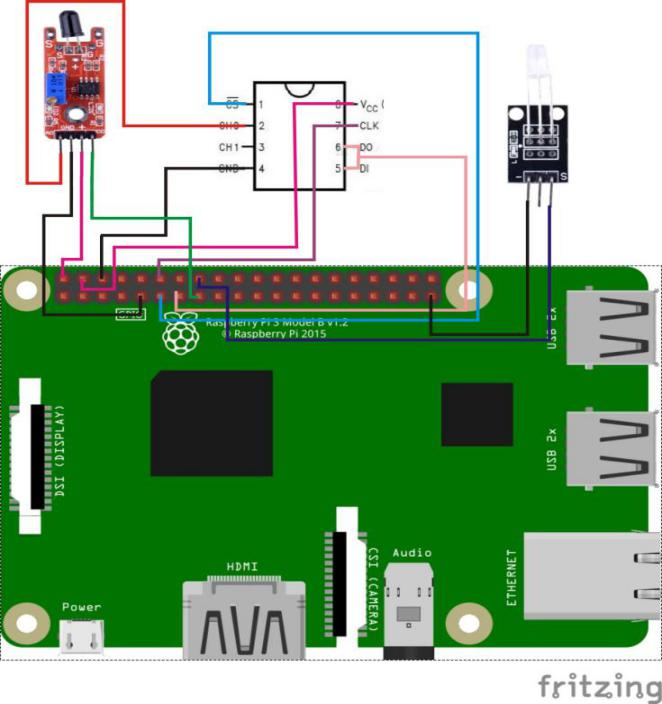 S
G
S
G
GND +
CS 1
CH0 2
CH1 3
GND 4
8 VCC (
7 CLK
6 DO
5 DI
- S
GPIO
Raspberry Pi 3 Model B v1.2
© Raspberry Pi 2015
USB 2x
USB 2x
DSI (DISPLAY)
CSI (CAMERA)
ETHERNET
HDMI
Audio
Power
fritzing